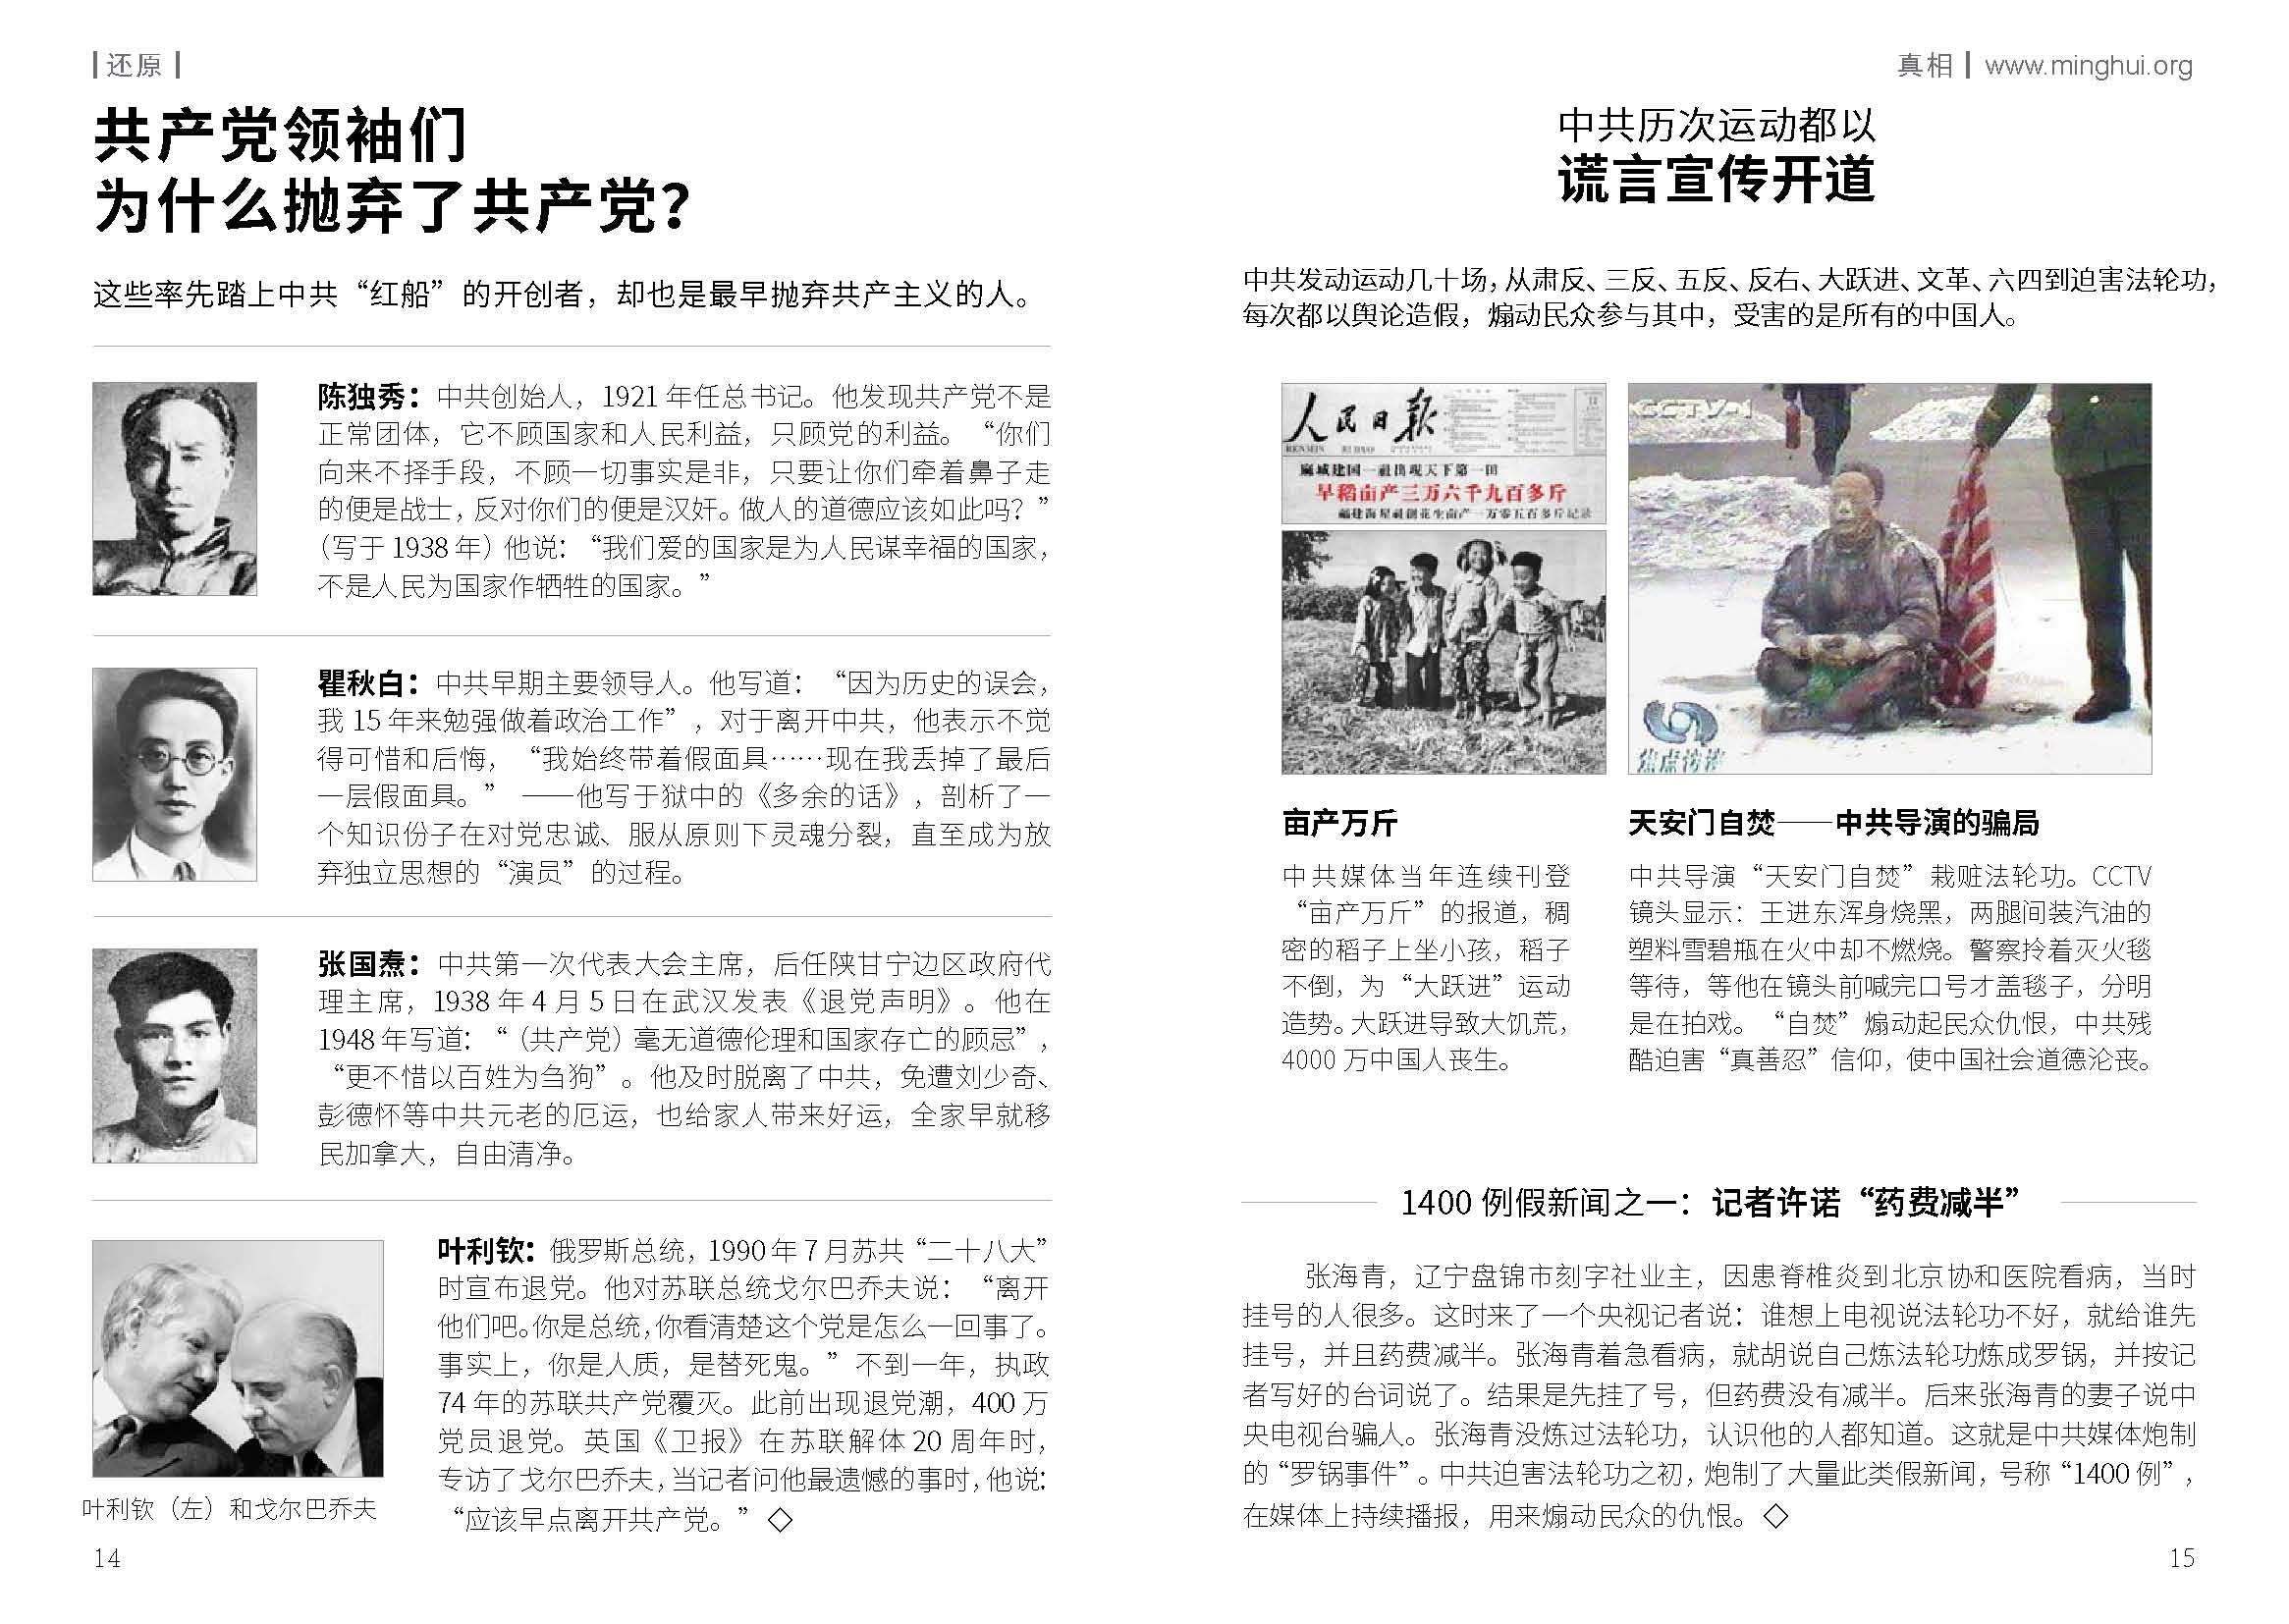 还原
共产党领袖们
为什么抛弃了共产党？
这些率先踏上中共“红船”的开创者，却也是最早抛弃共产主义的人。
陈独秀：中共创始人，1921 年任总书记。他发现共产党不是
正常团体，它不顾国家和人民利益，只顾党的利益。“你们
向来不择手段，不顾一切事实是非，只要让你们牵着鼻子走
的便是战士，反对你们的便是汉奸。做人的道德应该如此吗？”
（写于 1938 年）他说：“我们爱的国家是为人民谋幸福的国家，
不是人民为国家作牺牲的国家。”
瞿秋白：中共早期主要领导人。他写道：“因为历史的误会，
我 15 年来勉强做着政治工作”，对于离开中共，他表示不觉
得可惜和后悔，“我始终带着假面具……现在我丢掉了最后
一层假面具。” ——他写于狱中的《多余的话》，剖析了一
个知识份子在对党忠诚、服从原则下灵魂分裂，直至成为放
弃独立思想的“演员”的过程。
张国焘：中共第一次代表大会主席，后任陕甘宁边区政府代
理主席，1938 年 4 月 5 日在武汉发表《退党声明》。他在
1948 年写道：“（共产党）毫无道德伦理和国家存亡的顾忌”，
“更不惜以百姓为刍狗”。他及时脱离了中共，免遭刘少奇、
彭德怀等中共元老的厄运，也给家人带来好运，全家早就移
民加拿大，自由清净。
叶利钦：俄罗斯总统，1990 年 7 月苏共“二十八大”
时宣布退党。他对苏联总统戈尔巴乔夫说：“离开
他们吧。你是总统，你看清楚这个党是怎么一回事了。
事实上，你是人质，是替死鬼。”不到一年，执政
74 年的苏联共产党覆灭。此前出现退党潮，400 万
党员退党。英国《卫报》在苏联解体 20 周年时，
专访了戈尔巴乔夫，当记者问他最遗憾的事时，他说：
“应该早点离开共产党。”◇
叶利钦（左）和戈尔巴乔夫
14
真相 www.minghui.org
中共历次运动都以
谎言宣传开道
中共发动运动几十场，从肃反、三反、五反、反右、大跃进、文革、六四到迫害法轮功，
每次都以舆论造假，煽动民众参与其中，受害的是所有的中国人。
人民日报
麻城建国一社出现天下第一田
早稻亩产三万六千九百多斤
福建海星社创花生亩产一万零五百多斤纪录
CCTV-1
焦点访谈
亩产万斤
中共媒体当年连续刊登
“亩产万斤”的报道，稠
密的稻子上坐小孩，稻子
不倒，为“大跃进”运动
造势。大跃进导致大饥荒，
4000 万中国人丧生。
天安门自焚——中共导演的骗局
中共导演“天安门自焚”栽赃法轮功。CCTV
镜头显示：王进东浑身烧黑，两腿间装汽油的
塑料雪碧瓶在火中却不燃烧。警察拎着灭火毯
等待，等他在镜头前喊完口号才盖毯子，分明
是在拍戏。“自焚”煽动起民众仇恨，中共残
酷迫害“真善忍”信仰，使中国社会道德沦丧。
1400 例假新闻之一：记者许诺“药费减半”
张海青，辽宁盘锦市刻字社业主，因患脊椎炎到北京协和医院看病，当时
挂号的人很多。这时来了一个央视记者说：谁想上电视说法轮功不好，就给谁先
挂号，并且药费减半。张海青着急看病，就胡说自己炼法轮功炼成罗锅，并按记
者写好的台词说了。结果是先挂了号，但药费没有减半。后来张海青的妻子说中
央电视台骗人。张海青没炼过法轮功，认识他的人都知道。这就是中共媒体炮制
的“罗锅事件”。中共迫害法轮功之初，炮制了大量此类假新闻，号称“1400 例”，
在媒体上持续播报，用来煽动民众的仇恨。◇
15